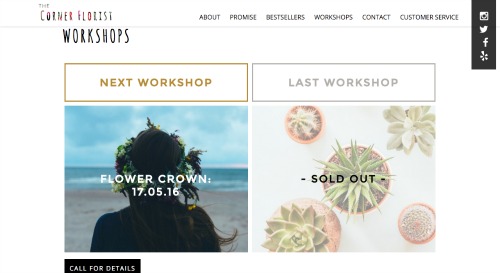 THE
CORNER FLORIST
ABOUT PROMISE BESTSELLERS WORKSHOPS CONTACT CUSTOMER SERVICE
WORKSHOPS
NEXT WORKSHOP
LAST WORKSHOP
FLOWER CROWN:
17.05.16
- SOLD OUT -
CALL FOR DETAILS